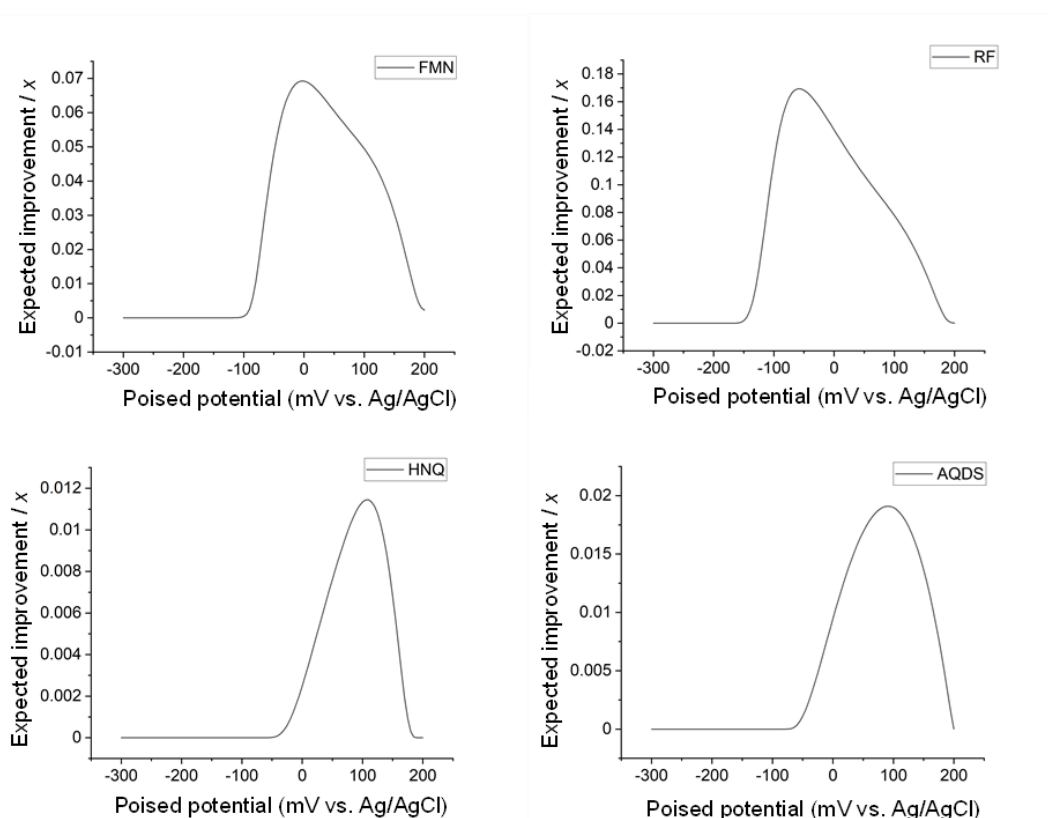 FMN
Expected improvement / x
0.07
0.06
0.05
0.04
0.03
0.02
0.01
0
-0.01
-300 -200 -100 0 100 200
Poised potential (mV vs. Ag/AgCl)
RF
Expected improvement / x
0.18
0.16
0.14
0.12
0.1
0.08
0.06
0.04
0.02
0
-0.02
-300 -200 -100 0 100 200
Poised potential (mV vs. Ag/AgCl)
HNQ
Expected improvement / x
0.012
0.01
0.008
0.006
0.004
0.002
0
-300 -200 -100 0 100 200
Poised potential (mV vs. Ag/AgCl)
AQDS
Expected improvement / x
0.02
0.015
0.01
0.005
0
-300 -200 -100 0 100 200
Poised potential (mV vs. Ag/AgCl)